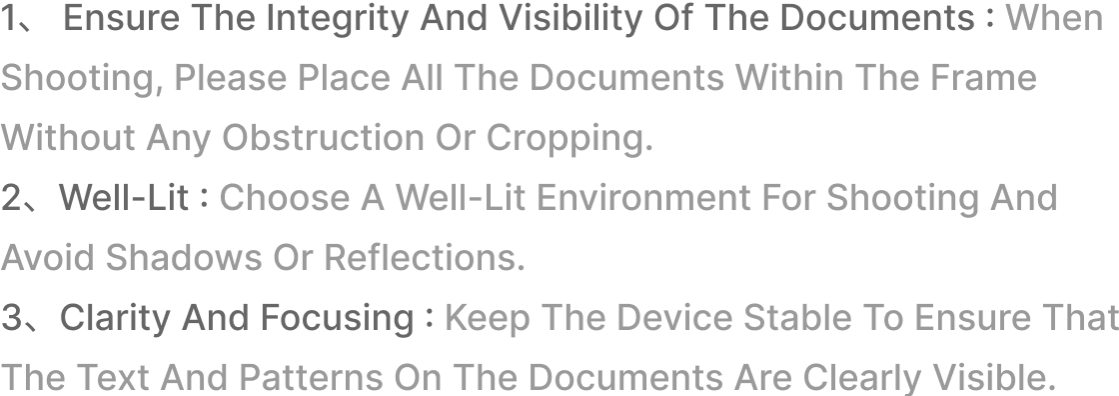 1、 Ensure The Integrity And Visibility Of The Documents : When
Shooting, Please Place All The Documents Within The Frame
Without Any Obstruction Or Cropping.
2、Well-Lit : Choose A Well-Lit Environment For Shooting And
Avoid Shadows Or Reflections.
3、Clarity And Focusing : Keep The Device Stable To Ensure That
The Text And Patterns On The Documents Are Clearly Visible.